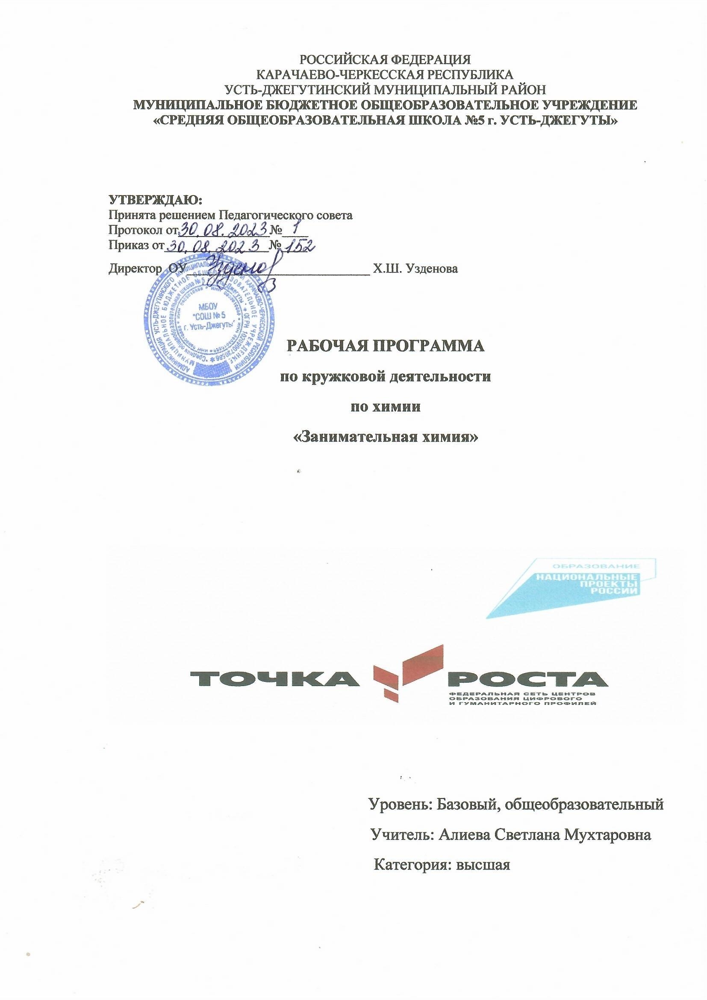 РОССИЙСКАЯ ФЕДЕРАЦИЯ
КАРАЧАЕВО-ЧЕРКЕССКАЯ РЕСПУБЛИКА
УСТЬ-ДЖЕГУТИНСКИЙ МУНИЦИПАЛЬНЫЙ РАЙОН
МУНИЦИПАЛЬНОЕ БЮДЖЕТНОЕ ОБЩЕОБРАЗОВАТЕЛЬНОЕ УЧРЕЖДЕНИЕ
«СРЕДНЯЯ ОБЩЕОБРАЗОВАТЕЛЬНАЯ ШКОЛА №5 г. УСТЬ-ДЖЕГУТЫ»
УТВЕРЖДАЮ:
Принята решением Педагогического совета
Протокол от 30.08.2023 № 1
Приказ от 30.08.2023 № 152
Директор ОУ Х.Ш. Узденова
МБОУ
"СОШ № 5
г. Усть-Джегуты"
РАБОЧАЯ ПРОГРАММА
по кружковой деятельности
по химии
«Занимательная химия»
ОБРАЗОВАНИЕ
НАЦИОНАЛЬНЫЕ
ПРОЕКТЫ
РОССИИ
ТОЧКА РОСТА
ФЕДЕРАЛЬНАЯ СЕТЬ ЦЕНТРОВ
ОБРАЗОВАНИЯ ЦИФРОВОГО
И ГУМАНИТАРНОГО ПРОФИЛЕЙ
Уровень: Базовый, общеобразовательный
Учитель: Алиева Светлана Мухтаровна
Категория: высшая